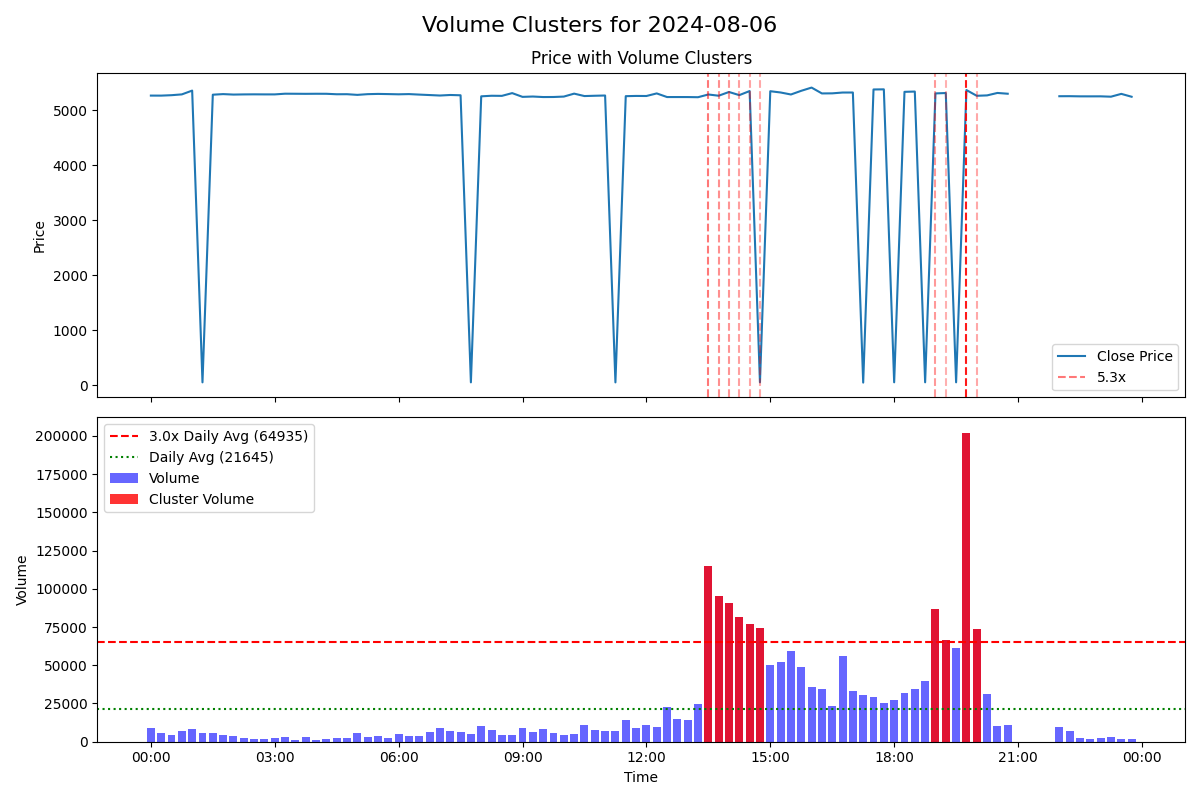 Volume Clusters for 2024-08-06
Price with Volume Clusters
Price
5000
4000
3000
2000
1000
0
Close Price
5.3x
Volume
200000
175000
150000
125000
100000
75000
50000
25000
0
3.0x Daily Avg (64935)
Daily Avg (21645)
Volume
Cluster Volume
00:00 03:00 06:00 09:00 12:00 15:00 18:00 21:00 00:00
Time